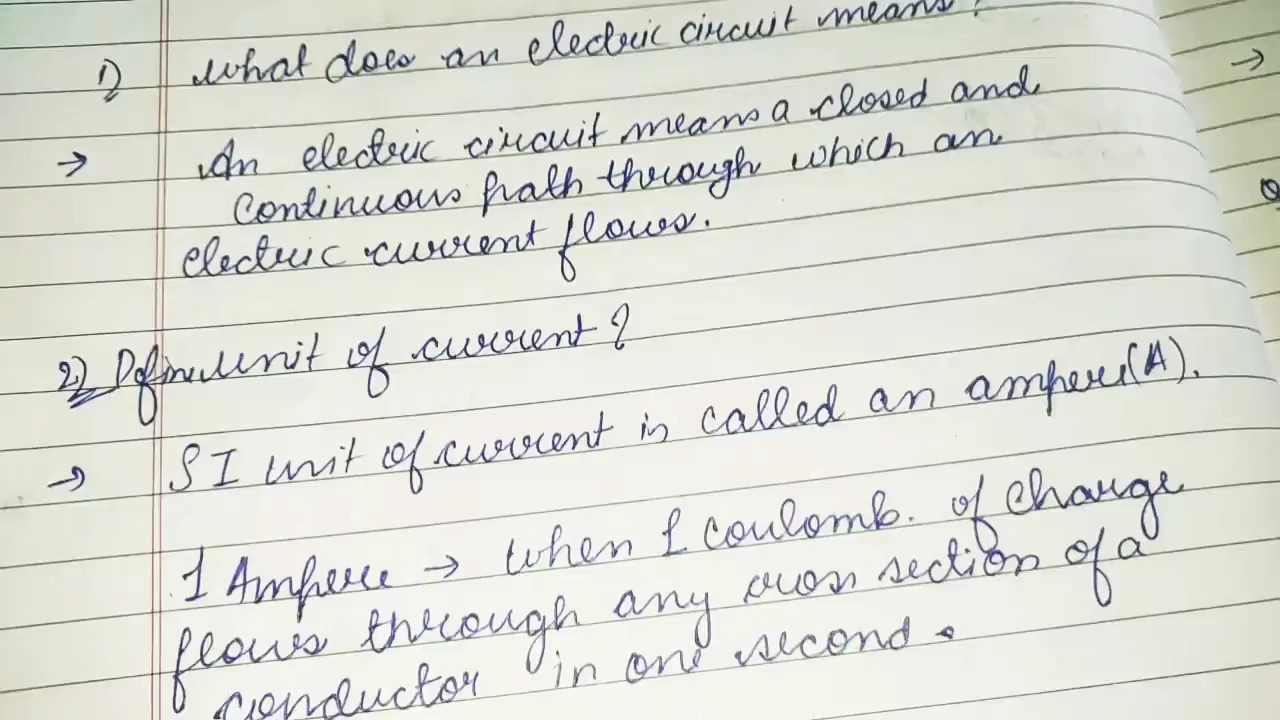 1) What does an electric circuit means?
→ An electric circuit means a closed and
continuous path through which an
electric current flows.
2) Define unit of current?
→ SI unit of current is called an ampere(A).
1 Ampere → when 1 coulomb. of charge
flows through any cross section of a
conductor in one second.
→
Q